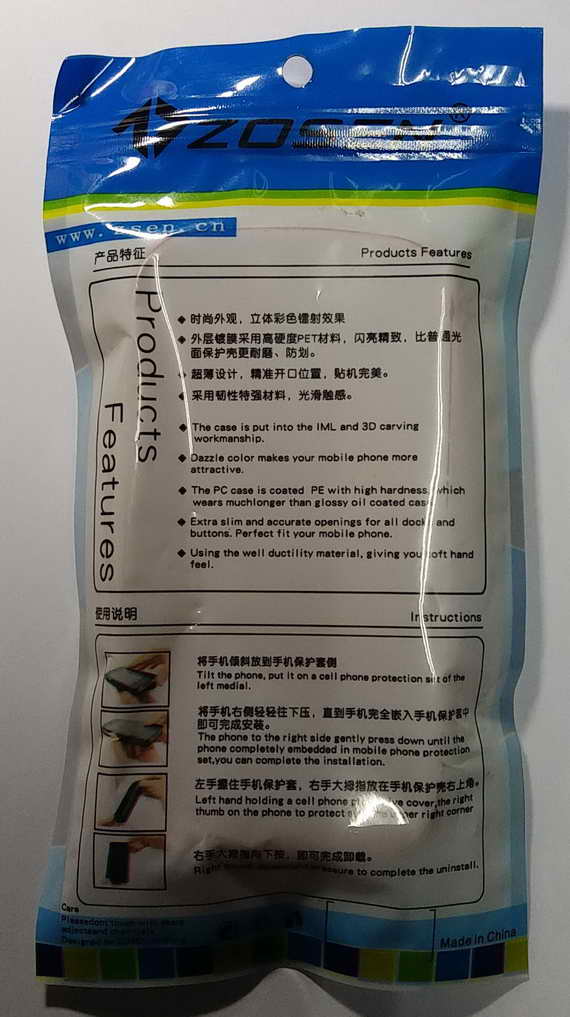 ZOSEN®
www.zsen.cn
产品特征 Products Features
Products
Features
时尚外观，立体彩色镭射效果
外层镀膜采用高硬度PET材料，闪亮精致，比普通光
面保护壳更耐磨、防划。
超薄设计，精准开口位置，贴机完美。
采用韧性特强材料，光滑触感。
The case is put into the IML and 3D carving
workmanship.
Dazzle color makes your mobile phone more
attractive.
The PC case is coated PE with high hardness, which
wears muchlonger than glossy oil coated case
Extra slim and accurate openings for all docks and
buttons. Perfect fit your mobile phone.
Using the well ductility material, giving you soft hand
feel.
使用说明 Instructions
将手机倾斜放到手机保护套侧
Tilt the phone, put it on a cell phone protection set of the
left medial.
将手机右侧轻轻往下压，直到手机完全嵌入手机保护套中
即可完成安装。
The phone to the right side gently press down until the
phone completely embedded in mobile phone protection
set,you can complete the installation.
左手握住手机保护套，右手大拇指放在手机保护壳右上角。
Left hand holding a cell phone cover,the right
thumb on the phone to protect upper right corner
右手大拇指向下按，即可完成卸载。
Right pressure to complete the uninstall.
Care
Pleasedont touch with sharp
Designed by
Made in China